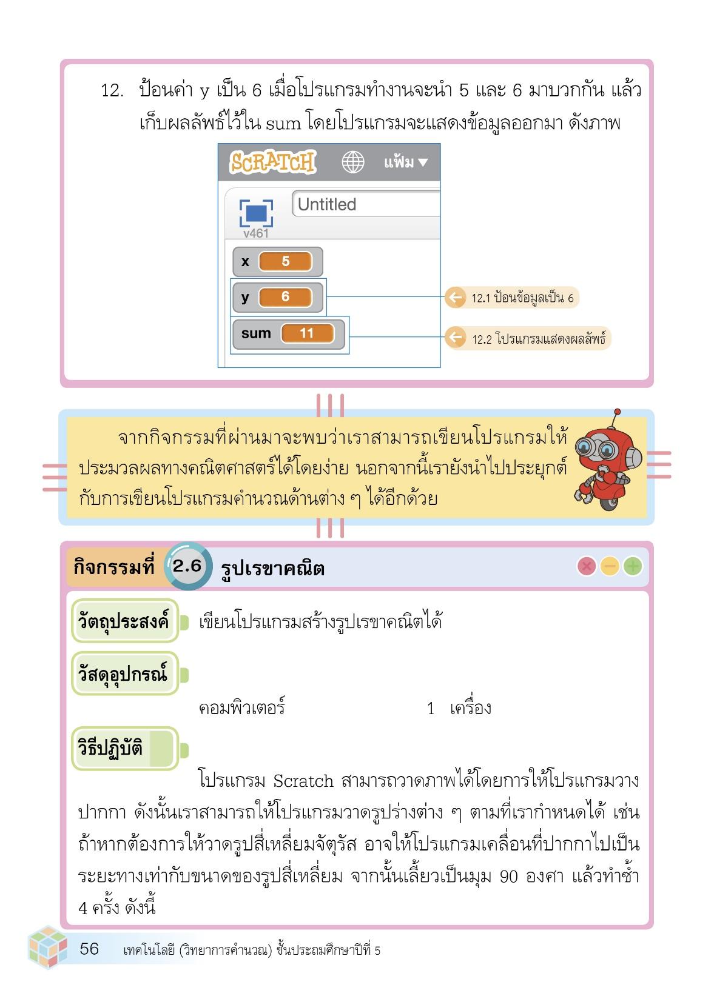 12. ป้อนค่า y เป็น 6 เมื่อโปรแกรมทำงานจะนำ 5 และ 6 มาบวกกัน แล้ว
เก็บผลลัพธ์ไว้ใน sum โดยโปรแกรมจะแสดงข้อมูลออกมา ดังภาพ
SCRATCH แฟ้ม
Untitled
v461
x 5
y 6
12.1 ป้อนข้อมูลเป็น 6
sum 11
12.2 โปรแกรมแสดงผลลัพธ์
จากกิจกรรมที่ผ่านมาจะพบว่าเราสามารถเขียนโปรแกรมให้
ประมวลผลทางคณิตศาสตร์ได้โดยง่าย นอกจากนี้เรายังนำไปประยุกต์
กับการเขียนโปรแกรมคำนวณด้านต่าง ๆ ได้อีกด้วย
กิจกรรมที่ 2.6 รูปเรขาคณิต
วัตถุประสงค์ เขียนโปรแกรมสร้างรูปเรขาคณิตได้
วัสดุอุปกรณ์
คอมพิวเตอร์ 1 เครื่อง
วิธีปฏิบัติ
โปรแกรม Scratch สามารถวาดภาพได้โดยการให้โปรแกรมวาง
ปากกา ดังนั้นเราสามารถให้โปรแกรมวาดรูปร่างต่าง ๆ ตามที่เรากำหนดได้ เช่น
ถ้าหากต้องการให้วาดรูปสี่เหลี่ยมจัตุรัส อาจให้โปรแกรมเคลื่อนที่ปากกาไปเป็น
ระยะทางเท่ากับขนาดของรูปสี่เหลี่ยม จากนั้นเลี้ยวเป็นมุม 90 องศา แล้วทำซ้ำ
4 ครั้ง ดังนี้
56 เทคโนโลยี (วิทยาการคำนวณ) ชั้นประถมศึกษาปีที่ 5